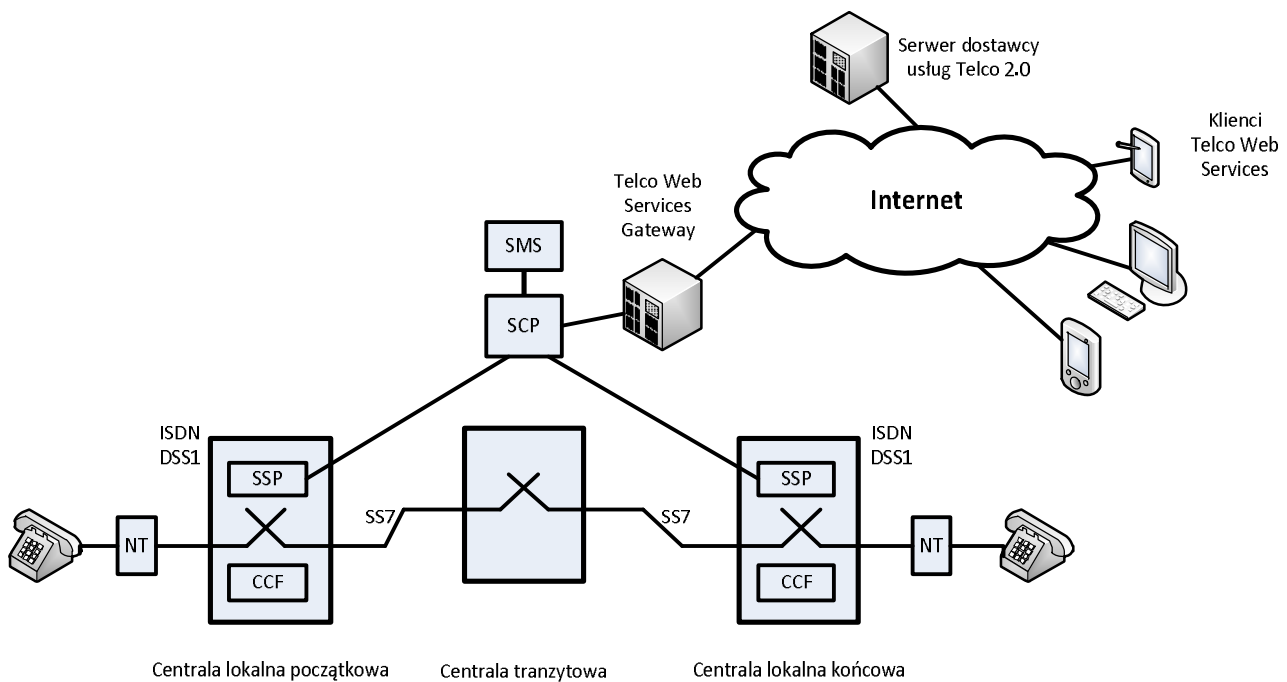 Serwer dostawcy
usług Telco 2.0
Klienci
Telco Web
Services
Internet
Telco Web
Services
Gateway
SMS
SCP
ISDN
DSS1
SSP
CCF
NT
SS7
SS7
ISDN
DSS1
SSP
CCF
NT
Centrala lokalna początkowa
Centrala tranzytowa
Centrala lokalna końcowa